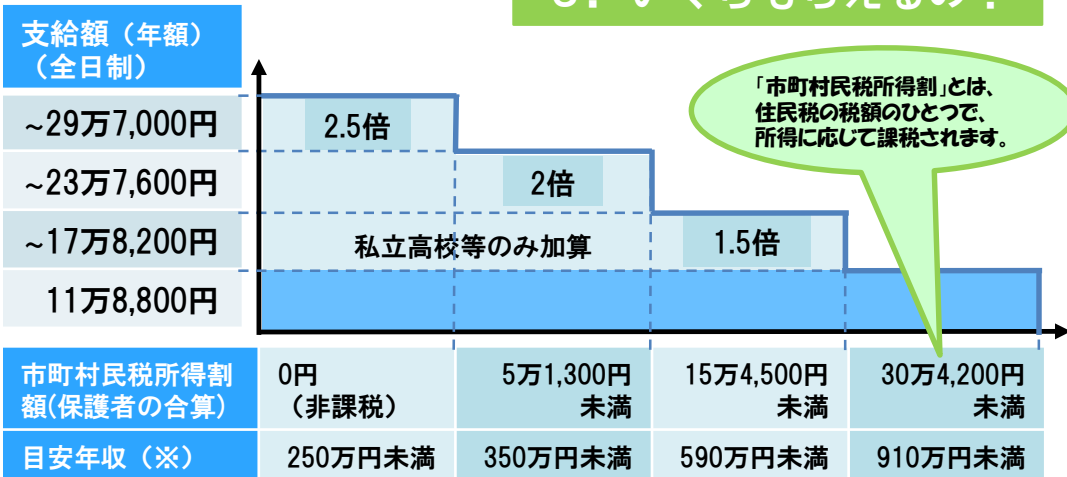 支給額（年額）
（全日制）
~29万7,000円
~23万7,600円
~17万8,200円
11万8,800円
2.5倍
2倍
1.5倍
私立高校等のみ加算
「市町村民税所得割」とは、
住民税の税額のひとつで、
所得に応じて課税されます。
市町村民税所得割
額(保護者の合算)
0円
（非課税）
5万1,300円
未満
15万4,500円
未満
30万4,200円
未満
目安年収（※）
250万円未満
350万円未満
590万円未満
910万円未満